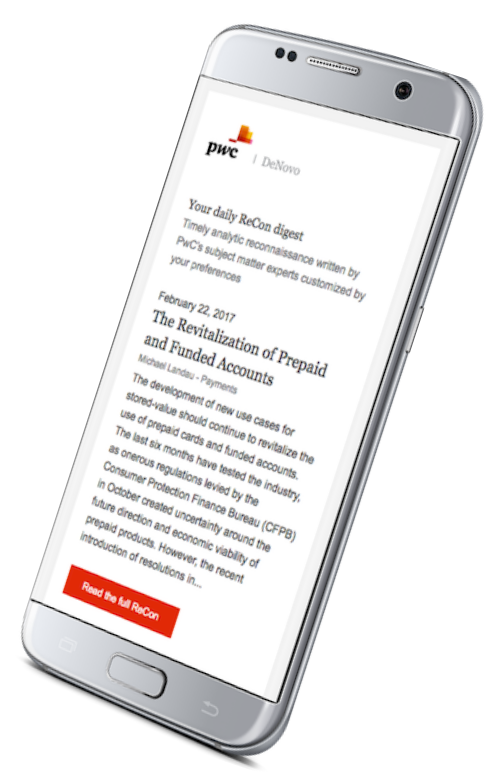 pwc | DeNovo
Your daily ReCon digest
Timely analytic reconnaissance written by
PwC's subject matter experts customized by
your preferences
February 22, 2017
The Revitalization of Prepaid
and Funded Accounts
Michael Landau - Payments
The development of new use cases for
stored-value should continue to revitalize the
use of prepaid cards and funded accounts.
The last six months have tested the industry,
as onerous regulations levied by the
Consumer Protection Finance Bureau (CFPB)
in October created uncertainty around the
future direction and economic viability of
prepaid products. However, the recent
introduction of resolutions in...
Read the full ReCon